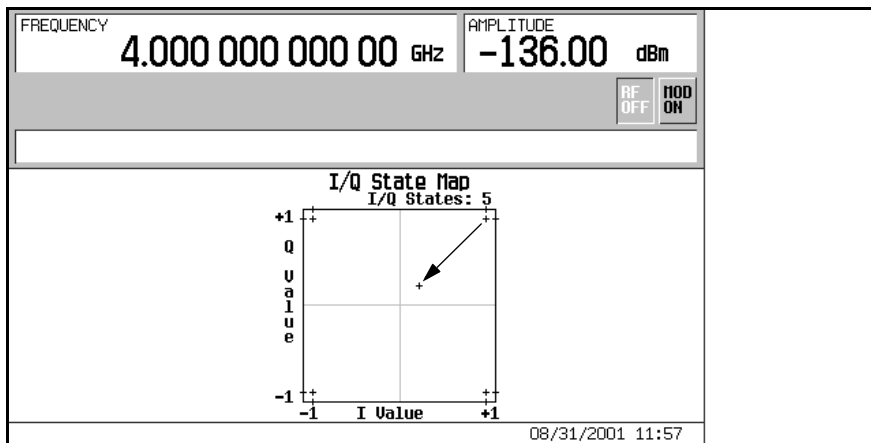 FREQUENCY
4.000 000 000 00 GHz
AMPLITUDE
-136.00 dBm
RF OFF
MOD ON
I/Q State Map
I/Q States: 5
+1
Q Value
-1
-1 I Value +1
08/31/2001 11:57